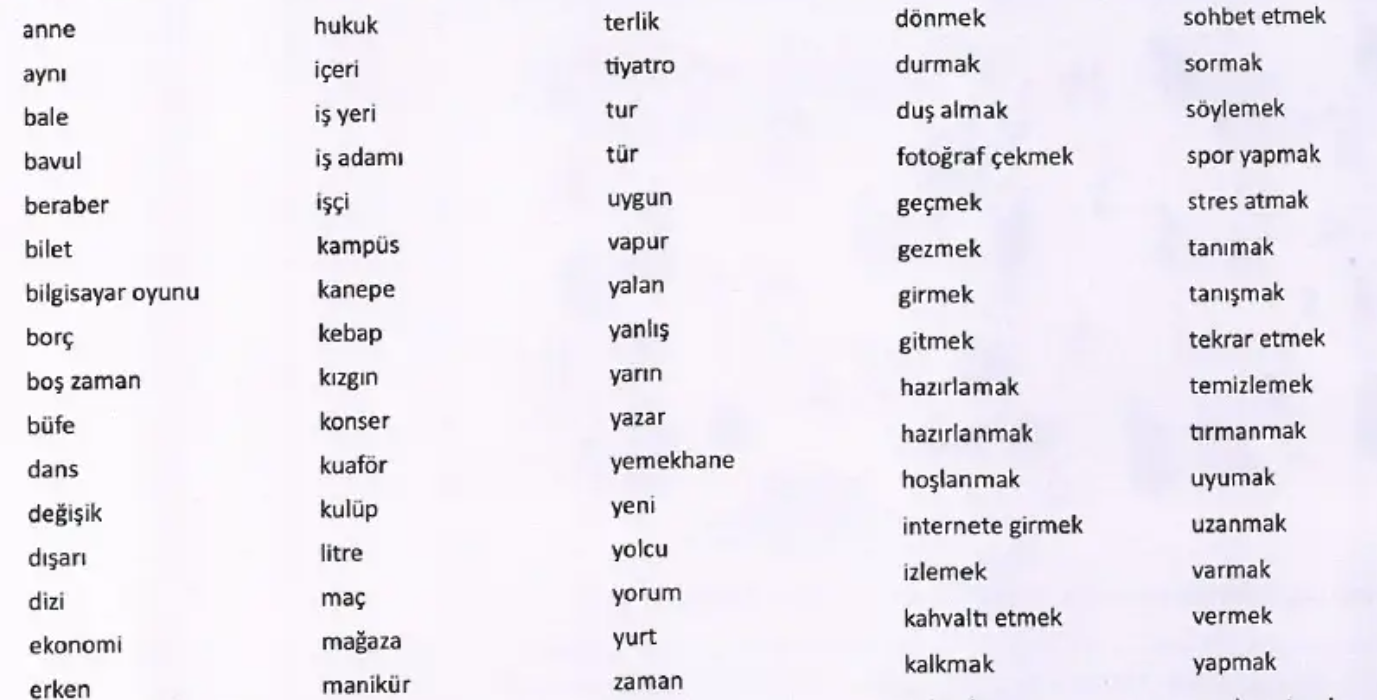 anne
aynı
bale
bavul
beraber
bilet
bilgisayar oyunu
borç
boş zaman
büfe
dans
değişik
dışarı
dizi
ekonomi
erken
hukuk
içeri
iş yeri
iş adamı
işçi
kampüs
kanepe
kebap
kızgın
konser
kuaför
kulüp
litre
maç
mağaza
manikür
terlik
tiyatro
tur
tür
uygun
vapur
yalan
yanlış
yarın
yazar
yemekhane
yeni
yolcu
yorum
yurt
zaman
dönmek
durmak
duş almak
fotoğraf çekmek
geçmek
gezmek
girmek
gitmek
hazırlamak
hazırlanmak
hoşlanmak
internete girmek
izlemek
kahvaltı etmek
kalkmak
sohbet etmek
sormak
söylemek
spor yapmak
stres atmak
tanımak
tanışmak
tekrar etmek
temizlemek
tırmanmak
uyumak
uzanmak
varmak
vermek
yapmak